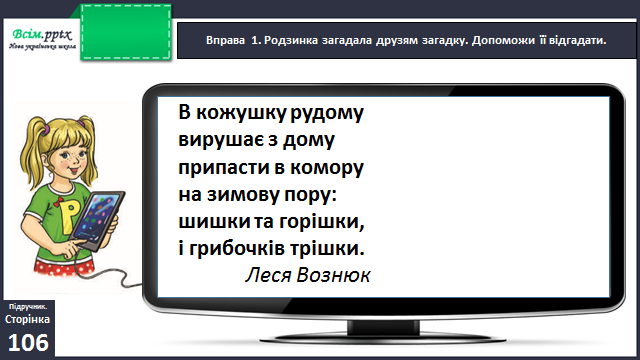 Всім.pptx
Нова українська школа
Вправа 1. Родзинка загадала друзям загадку. Допоможи її відгадати.
В кожушку рудому
вирушає з дому
припасти в комору
на зимову пору:
шишки та горішки,
і грибочків трішки.
Леся Вознюк
Р
Підручник.
Сторінка
106